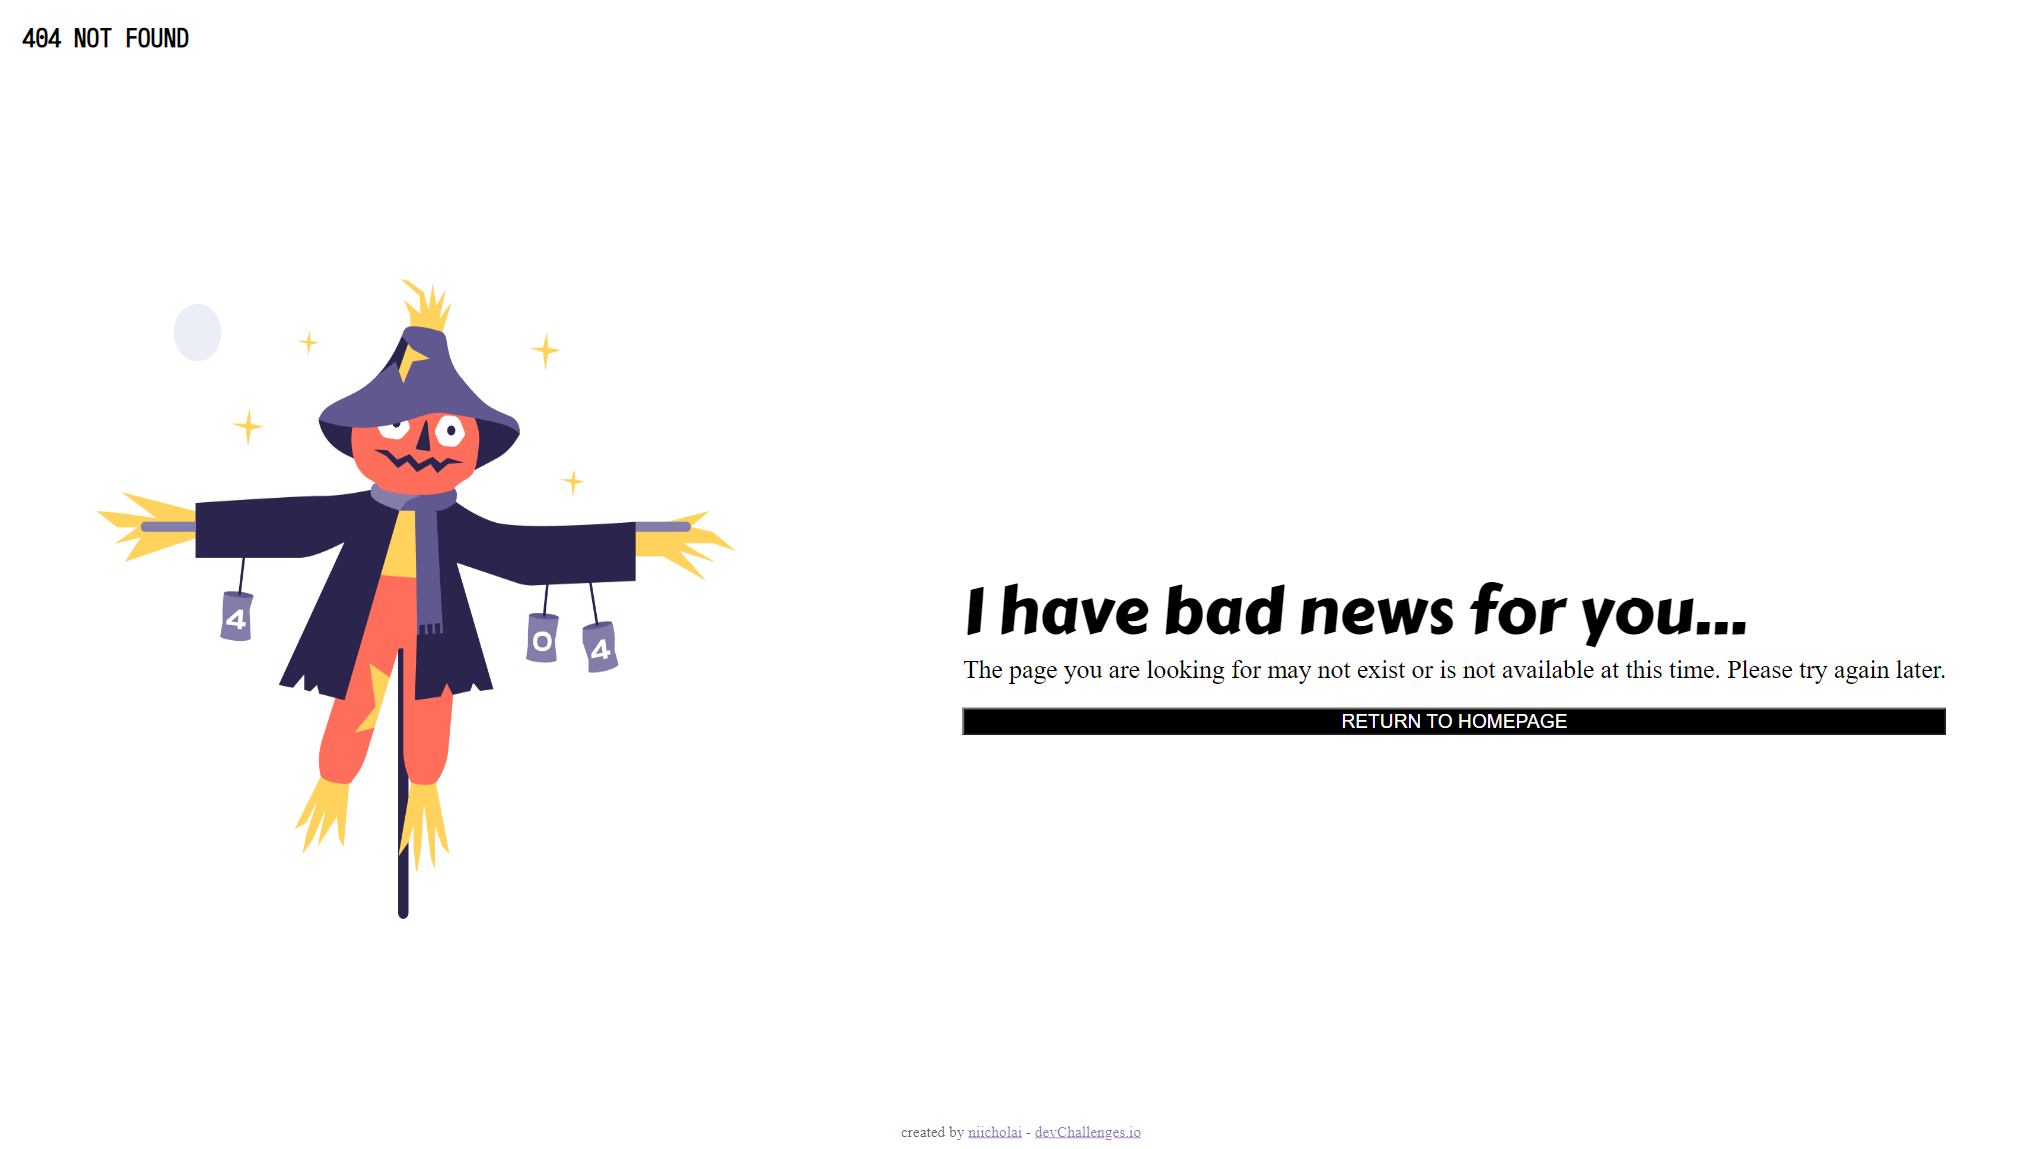 404 NOT FOUND
4
0
4
I have bad news for you...
The page you are looking for may not exist or is not available at this time. Please try again later.
RETURN TO HOMEPAGE
created by niicholai - devChallenges.io